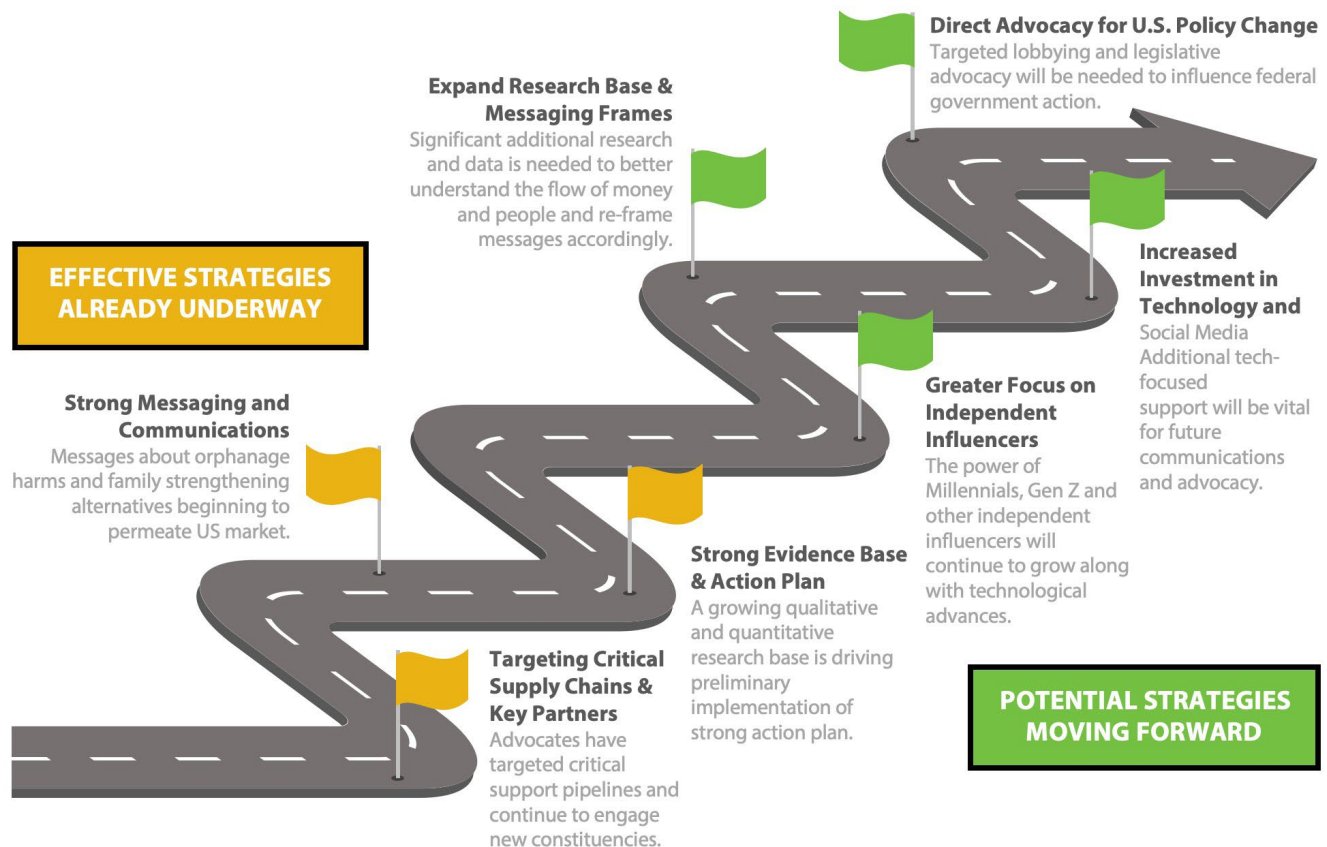 Direct Advocacy for U.S. Policy Change
Targeted lobbying and legislative
advocacy will be needed to influence federal
government action.
Expand Research Base &
Messaging Frames
Significant additional research
and data is needed to better
understand the flow of money
and people and re-frame
messages accordingly.
EFFECTIVE STRATEGIES
ALREADY UNDERWAY
Increased
Investment in
Technology and
Social Media
Additional tech-
focused
support will be vital
for future
communications
and advocacy.
Strong Messaging and
Communications
Messages about orphanage
harms and family strengthening
alternatives beginning to
permeate US market.
Greater Focus on
Independent
Influencers
The power of
Millennials, Gen Z and
other independent
influencers will
continue to grow along
with technological
advances.
Strong Evidence Base
& Action Plan
A growing qualitative
and quantitative
research base is driving
preliminary
implementation of
strong action plan.
Targeting Critical
Supply Chains &
Key Partners
Advocates have
targeted critical
support pipelines and
continue to engage
new constituencies.
POTENTIAL STRATEGIES
MOVING FORWARD